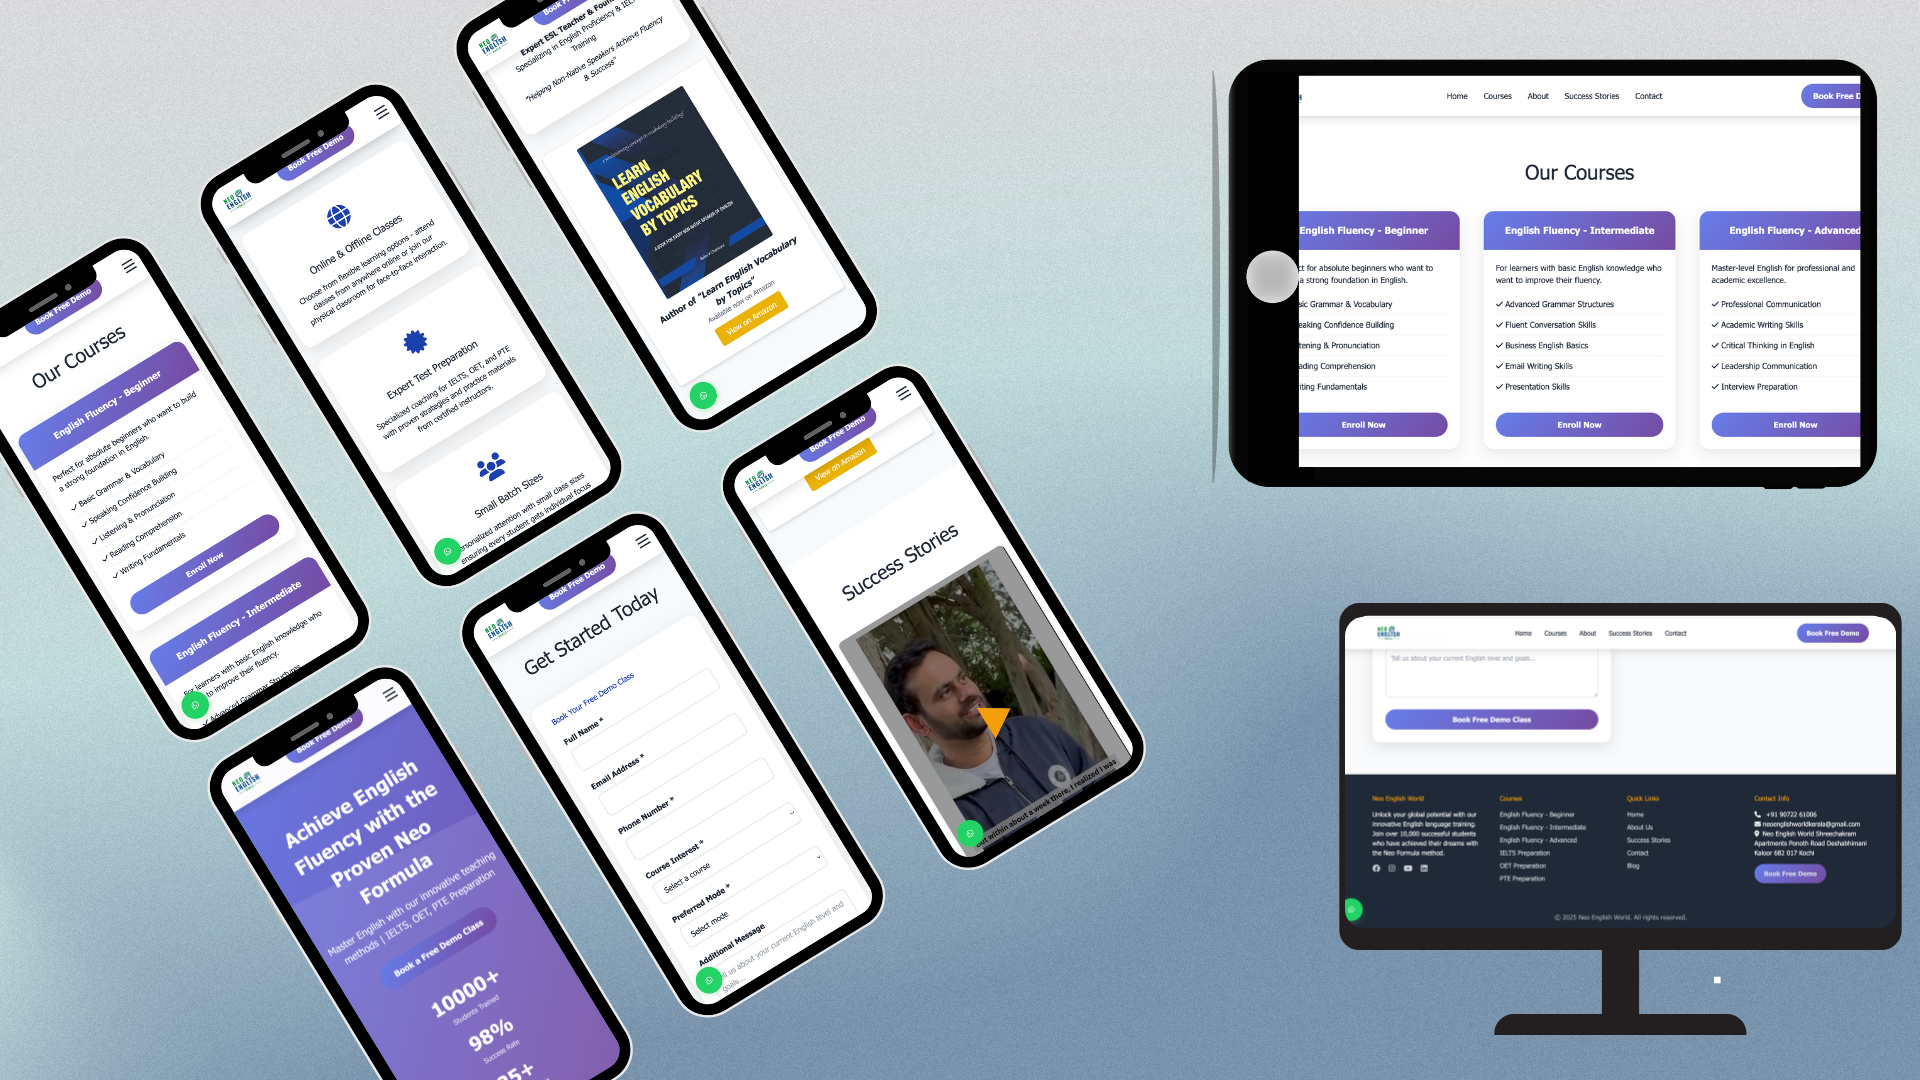 Book Free Demo
Our Courses
English Fluency - Beginner
Perfect for absolute beginners who want to build
a strong foundation in English.
✓ Basic Grammar & Vocabulary
✓ Speaking Confidence Building
✓ Listening & Pronunciation
✓ Reading Comprehension
✓ Writing Fundamentals
Enroll Now
English Fluency - Intermediate
For learners with basic English knowledge who
to improve their fluency.
✓ Advanced Grammar Structures
NEO
ENGLISH
Book Free Demo
Online & Offline Classes
Choose from flexible learning options - attend
classes from anywhere online or join our
physical classroom for face-to-face interaction.
Expert Test Preparation
Specialized coaching for IELTS, OET, and PTE
with proven strategies and practice materials
from certified instructors.
Small Batch Sizes
ersonalized attention with small class sizes
ensuring every student gets individual focus
NEO
ENGLISH
Book F
Expert ESL Teacher & Foun
Specializing in English Proficiency & IELT
Training
"Helping Non-Native Speakers Achieve Fluency
& Success"
LEARN
ENGLISH
VOCABULARY
BY TOPICS
Author of "Learn English Vocabulary
by Topics"
Available now on Amazon
View on Amazon
NEO
ENGLISH
Book Free Demo
Achieve English
Fluency with the
Proven Neo
Formula
Master English with our innovative teaching
methods | IELTS, OET, PTE Preparation
Book a Free Demo Class
10000+
Students Trained
98%
Success Rate
NEO
ENGLISH
Book Free Demo
Get Started Today
Book Your Free Demo Class
Full Name *
Email Address *
Phone Number *
Course Interest *
Select a course
Preferred Mode *
Select mode
Additional Message
ell us about your current English level and
goals...
NEO
ENGLISH
Book Free Demo
View on Amazon
Success Stories
but within about a week there, I realized I was
Home Courses About Success Stories Contact
Book Free D
Our Courses
English Fluency - Beginner
ct for absolute beginners who want to
a strong foundation in English.
sic Grammar & Vocabulary
eaking Confidence Building
tening & Pronunciation
ading Comprehension
iting Fundamentals
Enroll Now
English Fluency - Intermediate
For learners with basic English knowledge who
want to improve their fluency.
✓ Advanced Grammar Structures
✓ Fluent Conversation Skills
✓ Business English Basics
✓ Email Writing Skills
✓ Presentation Skills
Enroll Now
English Fluency - Advanced
Master-level English for professional and
academic excellence.
✓ Professional Communication
✓ Academic Writing Skills
✓ Critical Thinking in English
✓ Leadership Communication
✓ Interview Preparation
Enroll Now
NEO
ENGLISH
Home Courses About Success Stories Contact
Book Free Demo
Tell us about your current English level and goals...
Book Free Demo Class
Neo English World
Unlock your global potential with our
innovative English language training.
Join over 10,000 successful students
who have achieved their dreams with
the Neo Formula method.
Courses
English Fluency - Beginner
English Fluency - Intermediate
English Fluency - Advanced
IELTS Preparation
OET Preparation
PTE Preparation
Quick Links
Home
About Us
Success Stories
Contact
Blog
Contact Info
+91 90722 61006
neoenglishworldkerala@gmail.com
Neo English World Shreechakram
Apartments Ponoth Road Deshabhimani
Kaloor 682 017 Kochi
Book Free Demo
© 2025 Neo English World. All rights reserved.